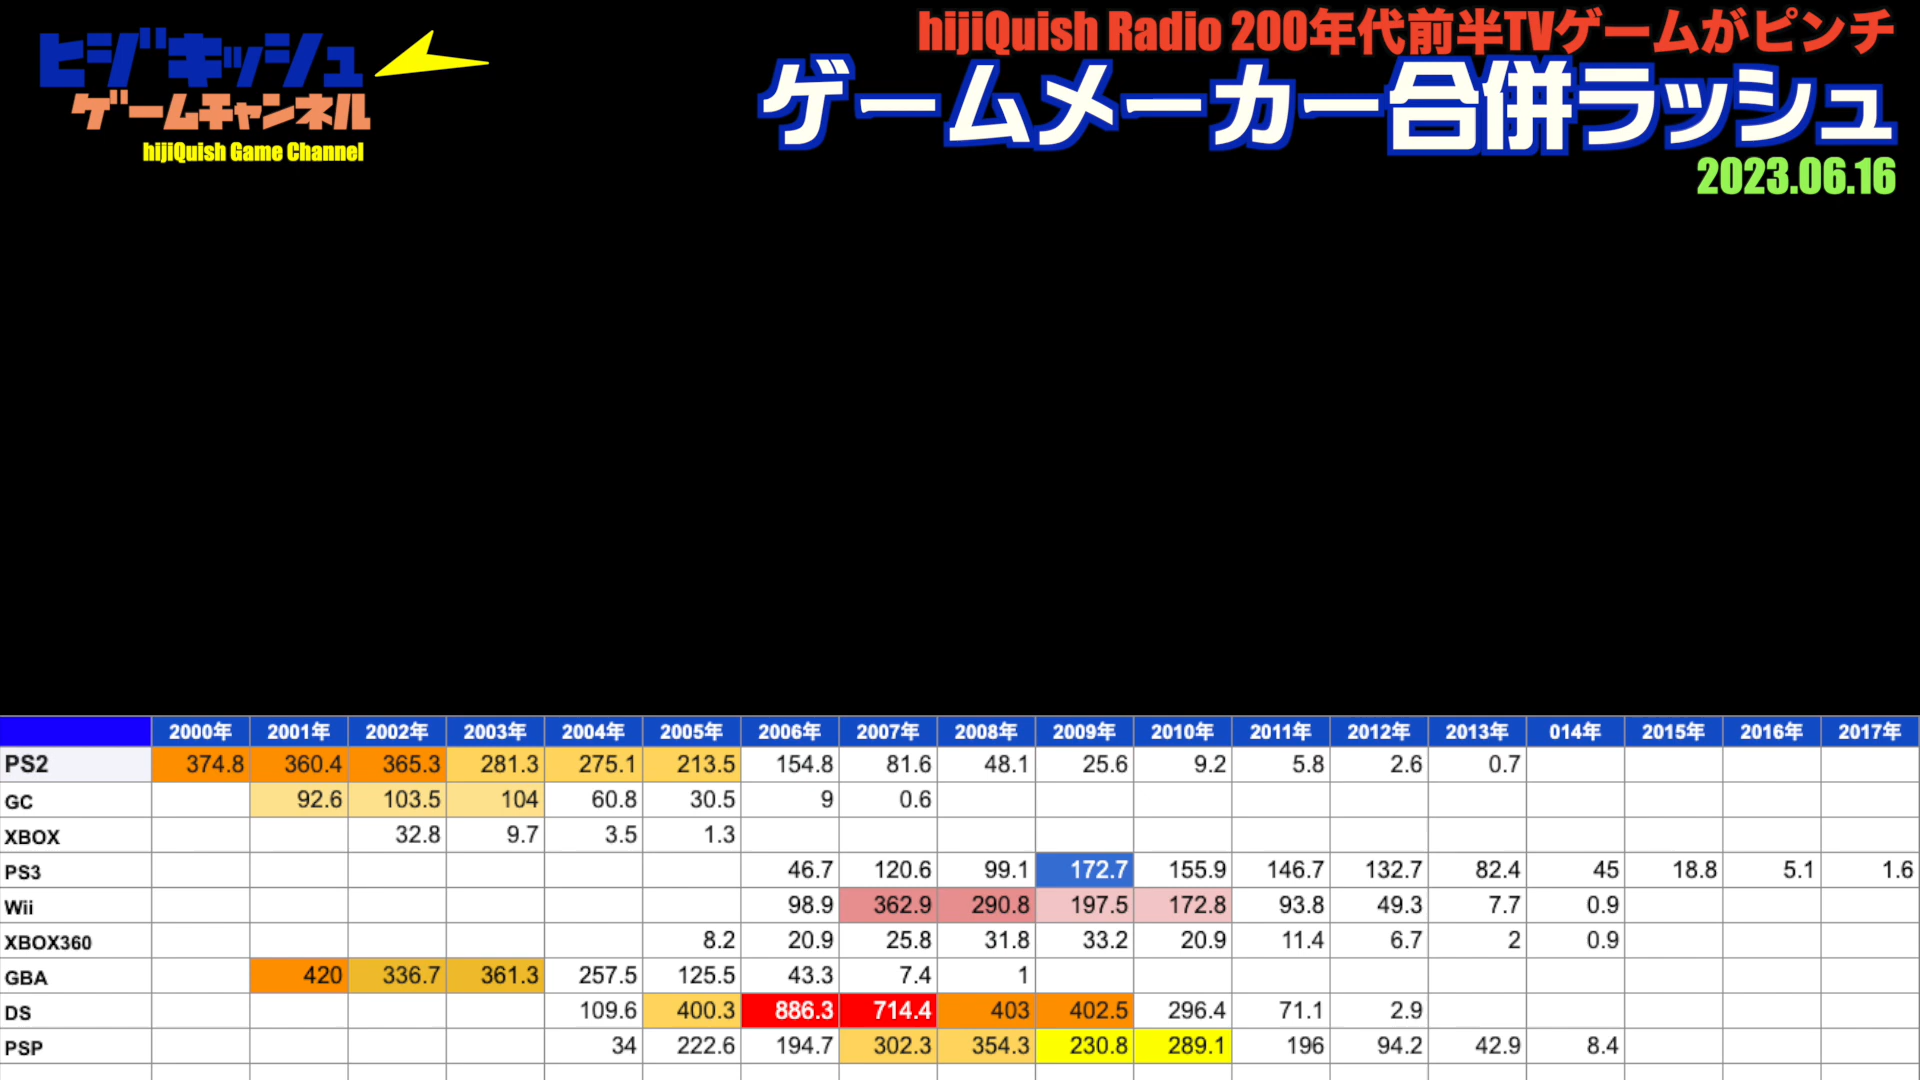 ヒジキッシュ
ゲームチャンネル
hijiQuish Game Channel
hijiQuish Radio 200年代前半TVゲームがピンチ
ゲームメーカー合併ラッシュ
2023.06.16
2000年 2001年 2002年 2003年 2004年 2005年 2006年 2007年 2008年 2009年 2010年 2011年 2012年 2013年 014年 2015年 2016年 2017年
PS2 374.8 360.4 365.3 281.3 275.1 213.5 154.8 81.6 48.1 25.6 9.2 5.8 2.6 0.7
GC 92.6 103.5 104 60.8 30.5 9 0.6
XBOX 32.8 9.7 3.5 1.3
PS3 46.7 120.6 99.1 172.7 155.9 146.7 132.7 82.4 45 18.8 5.1 1.6
Wii 98.9 362.9 290.8 197.5 172.8 93.8 49.3 7.7 0.9
XBOX360 8.2 20.9 25.8 31.8 33.2 20.9 11.4 6.7 2 0.9
GBA 420 336.7 361.3 257.5 125.5 43.3 7.4 1
DS 109.6 400.3 886.3 714.4 403 402.5 296.4 71.1 2.9
PSP 34 222.6 194.7 302.3 354.3 230.8 289.1 196 94.2 42.9 8.4